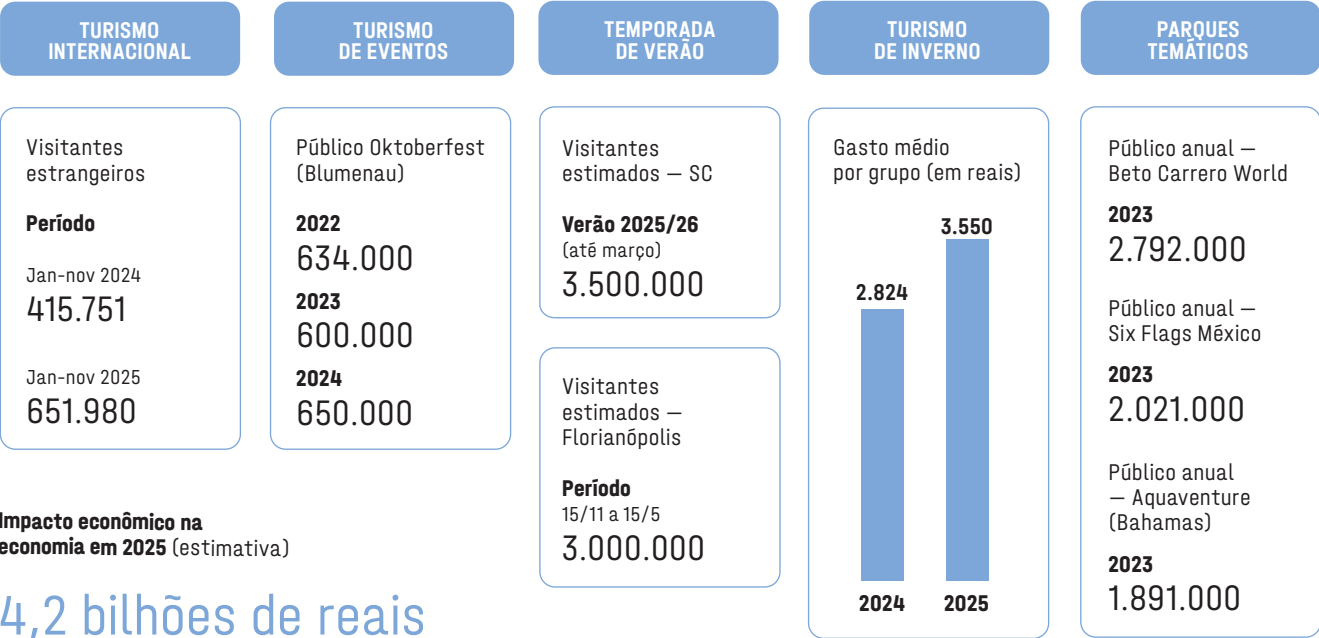 TURISMO
INTERNACIONAL
Visitantes
estrangeiros
Período
Jan-nov 2024
415.751
Jan-nov 2025
651.980
Impacto econômico na
economia em 2025 (estimativa)
4,2 bilhões de reais
TURISMO
DE EVENTOS
Público Oktoberfest
(Blumenau)
2022
634.000
2023
600.000
2024
650.000
TEMPORADA
DE VERÃO
Visitantes
estimados — SC
Verão 2025/26
(até março)
3.500.000
Visitantes
estimados —
Florianópolis
Período
15/11 a 15/5
3.000.000
TURISMO
DE INVERNO
Gasto médio
por grupo (em reais)
3.550
2.824
2024 2025
PARQUES
TEMÁTICOS
Público anual —
Beto Carrero World
2023
2.792.000
Público anual —
Six Flags México
2023
2.021.000
Público anual
— Aquaventure
(Bahamas)
2023
1.891.000